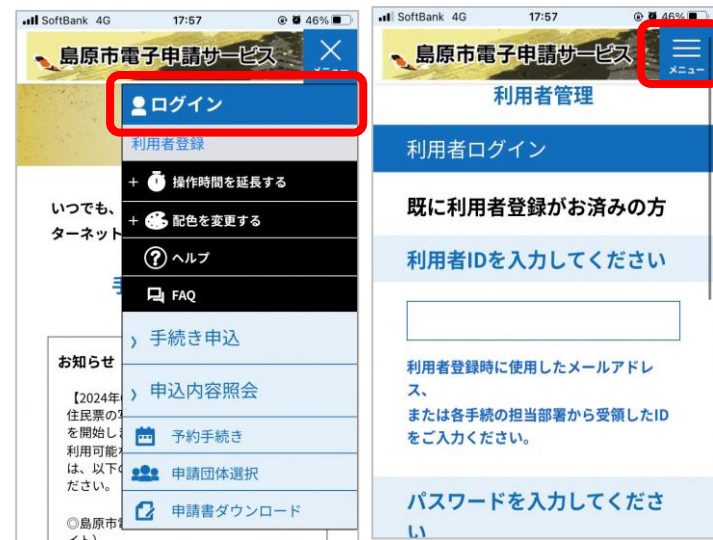 SoftBank 4G 17:57 46%
島原市電子申請サービス
ログイン
利用者登録
+ 操作時間を延長する
+ 配色を変更する
ヘルプ
FAQ
手続き申込
申込内容照会
予約手続き
申請団体選択
申請書ダウンロード
いつでも、
ターネット
お知らせ
【2024年
住民票の
を開始し
利用可能
は、以下
ださい。
◎島原市
SoftBank 4G 17:57 46%
島原市電子申請サービス
メニュー
利用者管理
利用者ログイン
既に利用者登録がお済みの方
利用者IDを入力してください
利用者登録時に使用したメールアドレ
ス、
または各手続の担当部署から受領したID
をご入力ください。
パスワードを入力してくださ
い